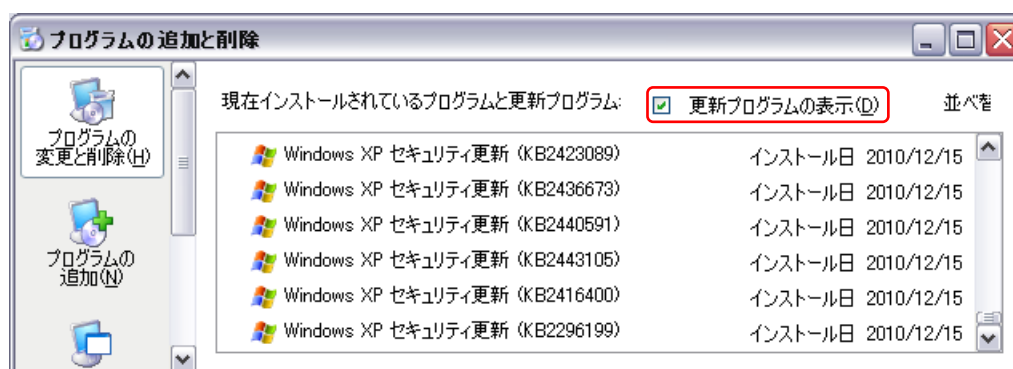 プログラムの追加と削除
プログラムの
変更と削除(H)
プログラムの
追加(N)
現在インストールされているプログラムと更新プログラム:
更新プログラムの表示(D)
並べ替
Windows XP セキュリティ更新 (KB2423089) インストール日 2010/12/15
Windows XP セキュリティ更新 (KB2436673) インストール日 2010/12/15
Windows XP セキュリティ更新 (KB2440591) インストール日 2010/12/15
Windows XP セキュリティ更新 (KB2443105) インストール日 2010/12/15
Windows XP セキュリティ更新 (KB2416400) インストール日 2010/12/15
Windows XP セキュリティ更新 (KB2296199) インストール日 2010/12/15